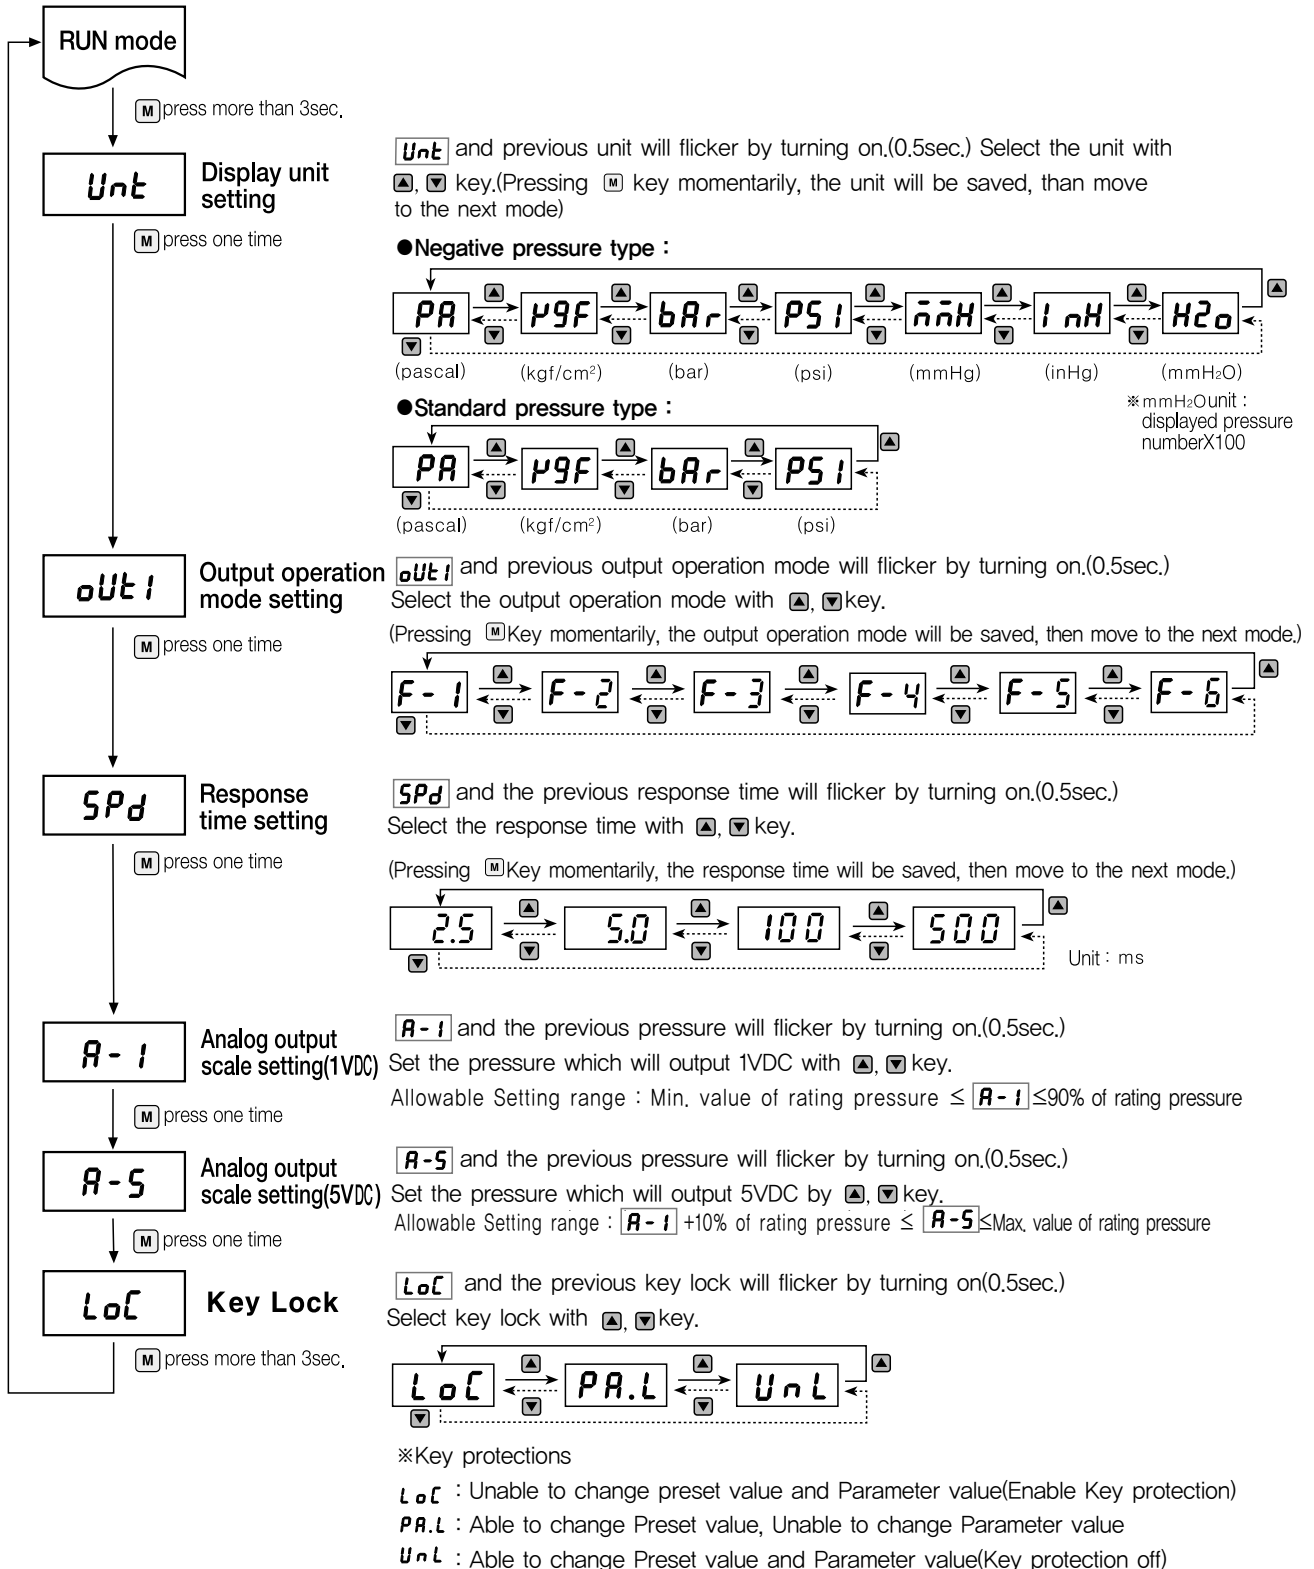 RUN mode
M press more than 3sec.
Unt
Display unit
setting
Unt and previous unit will flicker by turning on.(0.5sec.) Select the unit with
▲, ▼ key.(Pressing M key momentarily, the unit will be saved, than move
to the next mode)
M press one time
●Negative pressure type :
PA ▲ ▼ μgF ▲ ▼ bAr ▲ ▼ PSI ▲ ▼ n̄n̄H ▲ ▼ InH ▲ ▼ H2o ▲
▼
(pascal) (kgf/cm²) (bar) (psi) (mmHg) (inHg) (mmH₂O)
●Standard pressure type :
※mmH₂Ounit :
displayed pressure
numberX100
PA ▲ ▼ μgF ▲ ▼ bAr ▲ ▼ PSI ▲
▼
(pascal) (kgf/cm²) (bar) (psi)
oUt1
Output operation
mode setting
oUt1 and previous output operation mode will flicker by turning on.(0.5sec.)
Select the output operation mode with ▲, ▼key.
(Pressing MKey momentarily, the output operation mode will be saved, then move to the next mode.)
M press one time
F-1 ▲ ▼ F-2 ▲ ▼ F-3 ▲ ▼ F-4 ▲ ▼ F-5 ▲ ▼ F-6 ▲
▼
SPd
Response
time setting
SPd and the previous response time will flicker by turning on.(0.5sec.)
Select the response time with ▲, ▼ key.
(Pressing MKey momentarily, the response time will be saved, then move to the next mode.)
M press one time
2.5 ▲ ▼ 5.0 ▲ ▼ 100 ▲ ▼ 500 ▲
▼
Unit : ms
A-1
Analog output
scale setting(1VDC)
A-1 and the previous pressure will flicker by turning on.(0.5sec.)
Set the pressure which will output 1VDC with ▲, ▼ key.
Allowable Setting range : Min. value of rating pressure ≤ A-1 ≤90% of rating pressure
M press one time
A-5
Analog output
scale setting(5VDC)
A-5 and the previous pressure will flicker by turning on.(0.5sec.)
Set the pressure which will output 5VDC by ▲, ▼ key.
Allowable Setting range : A-1 +10% of rating pressure ≤ A-5 ≤Max. value of rating pressure
M press one time
LoC
Key Lock
LoC and the previous key lock will flicker by turning on(0.5sec.)
Select key lock with ▲, ▼key.
M press more than 3sec.
LoC ▲ ▼ PA.L ▲ ▼ UnL ▲
▼
※Key protections
LoC : Unable to change preset value and Parameter value(Enable Key protection)
PA.L : Able to change Preset value, Unable to change Parameter value
UnL : Able to change Preset value and Parameter value(Key protection off)